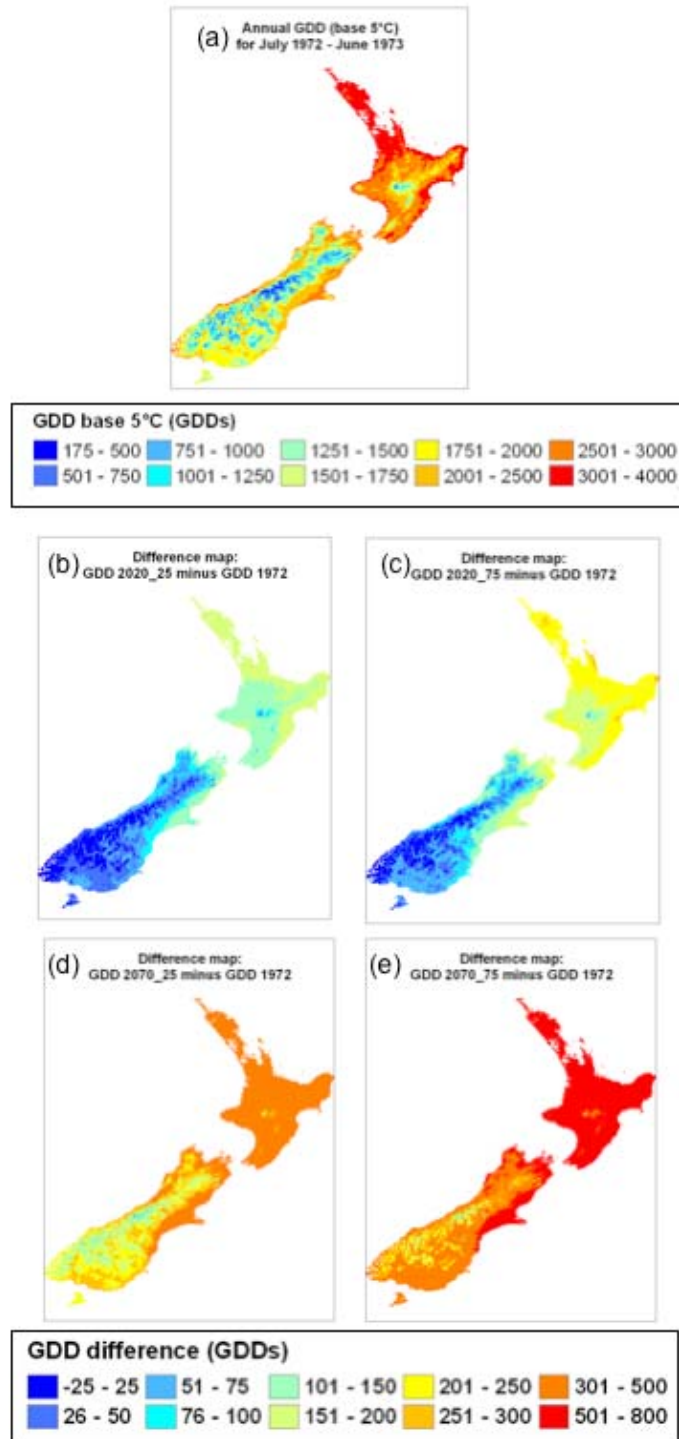 (a)
Annual GDD (base 5°C)
for July 1972 - June 1973
GDD base 5°C (GDDs)
175 - 500 751 - 1000 1251 - 1500 1751 - 2000 2501 - 3000
501 - 750 1001 - 1250 1501 - 1750 2001 - 2500 3001 - 4000
(b)
Difference map:
GDD 2020_25 minus GDD 1972
(c)
Difference map:
GDD 2020_75 minus GDD 1972
(d)
Difference map:
GDD 2070_25 minus GDD 1972
(e)
Difference map:
GDD 2070_75 minus GDD 1972
GDD difference (GDDs)
-25 - 25 51 - 75 101 - 150 201 - 250 301 - 500
26 - 50 76 - 100 151 - 200 251 - 300 501 - 800